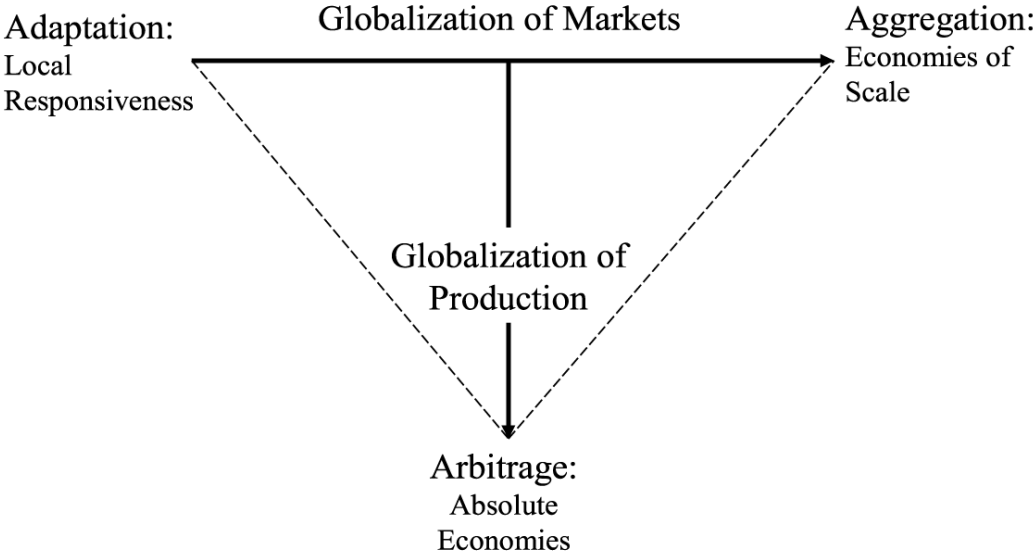 Adaptation:
Local
Responsiveness
Globalization of Markets
Aggregation:
Economies of
Scale
Globalization of
Production
Arbitrage:
Absolute
Economies